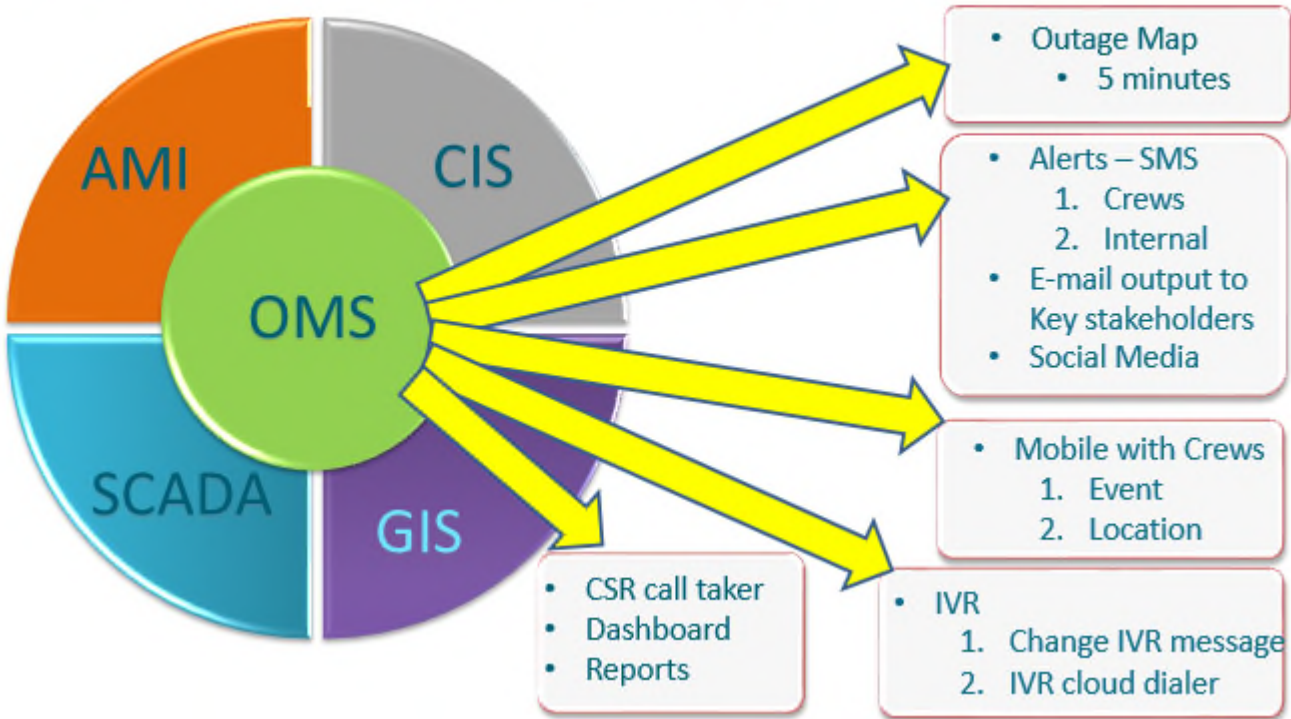 AMI
CIS
OMS
SCADA
GIS
• Outage Map
• 5 minutes
• Alerts – SMS
1. Crews
2. Internal
• E-mail output to
Key stakeholders
• Social Media
• Mobile with Crews
1. Event
2. Location
• IVR
1. Change IVR message
2. IVR cloud dialer
• CSR call taker
• Dashboard
• Reports